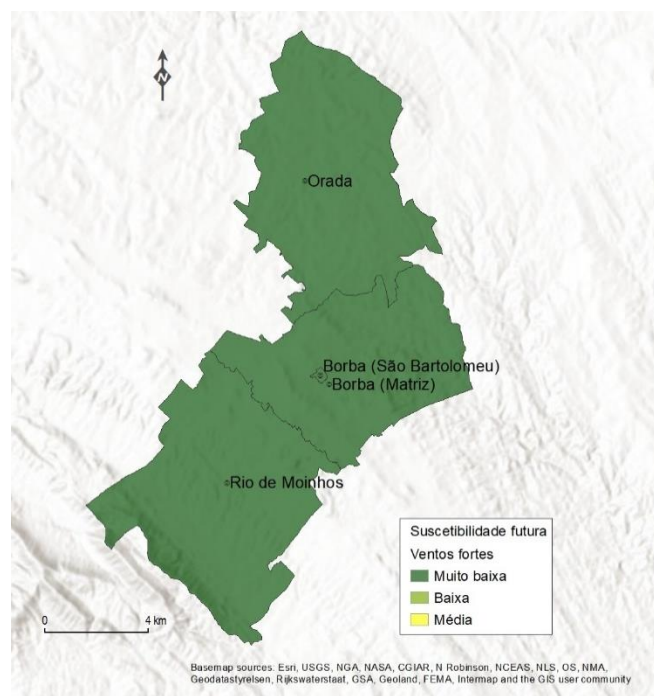 N
Orada
Borba (São Bartolomeu)
Borba (Matriz)
Rio de Moinhos
Suscetibilidade futura
Ventos fortes
Muito baixa
Baixa
Média
0 4 km
Basemap sources: Esri, USGS, NGA, NASA, CGIAR, N Robinson, NCEAS, NLS, OS, NMA,
Geodatastyrelsen, Rijkswaterstaat, GSA, Geoland, FEMA, Intermap and the GIS user community